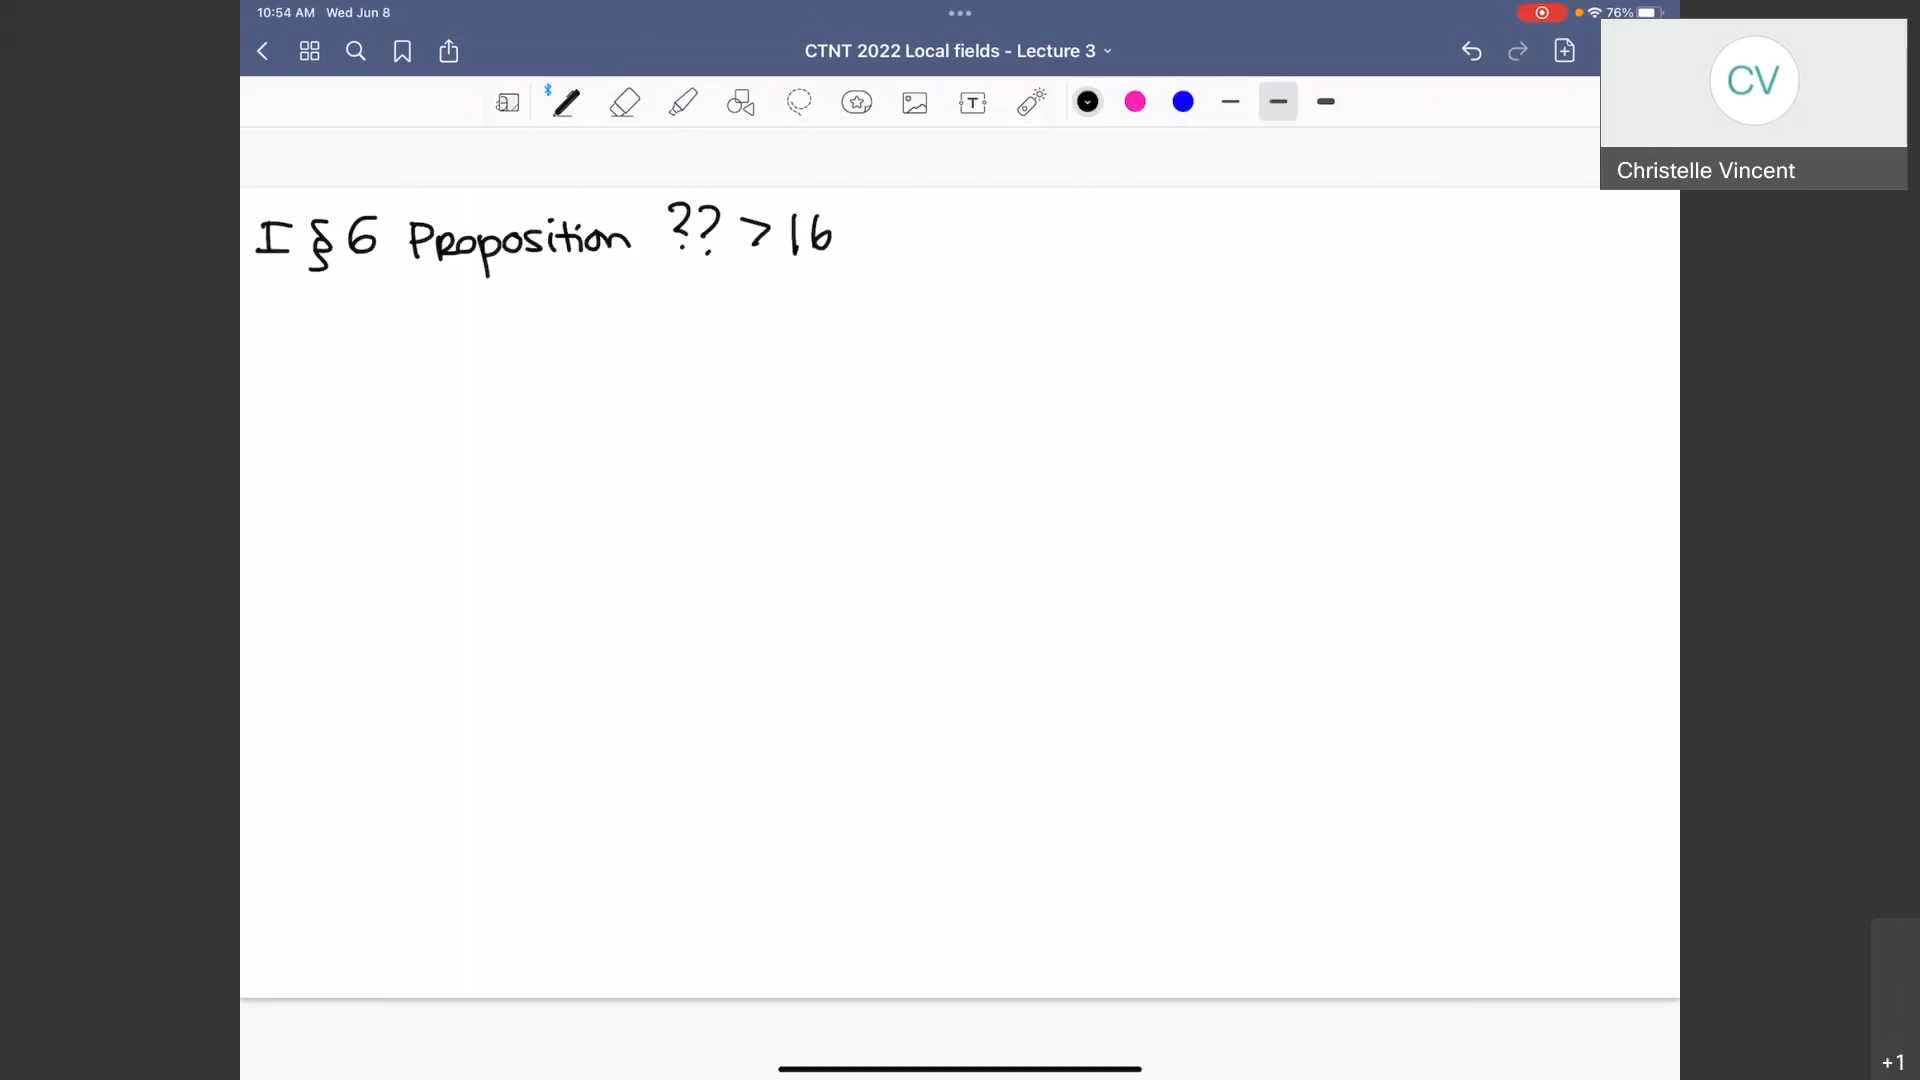 10:54 AM Wed Jun 8
76%
CTNT 2022 Local fields - Lecture 3
T
CV
Christelle Vincent
I § 6 Proposition ?? > 16
+1